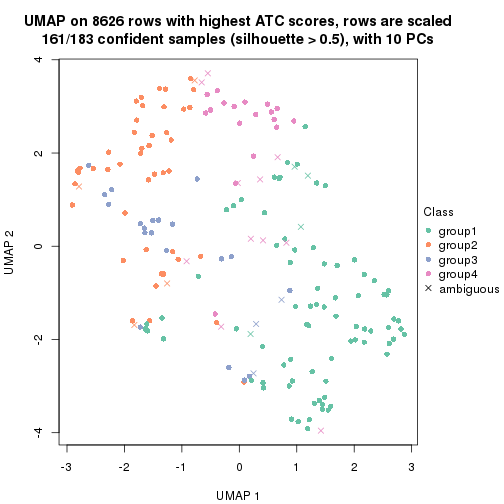 UMAP on 8626 rows with highest ATC scores, rows are scaled
161/183 confident samples (silhouette > 0.5), with 10 PCs
4
2
0
-2
-4
UMAP 2
-3
-2
-1
0
1
2
3
UMAP 1
Class
group1
group2
group3
group4
ambiguous